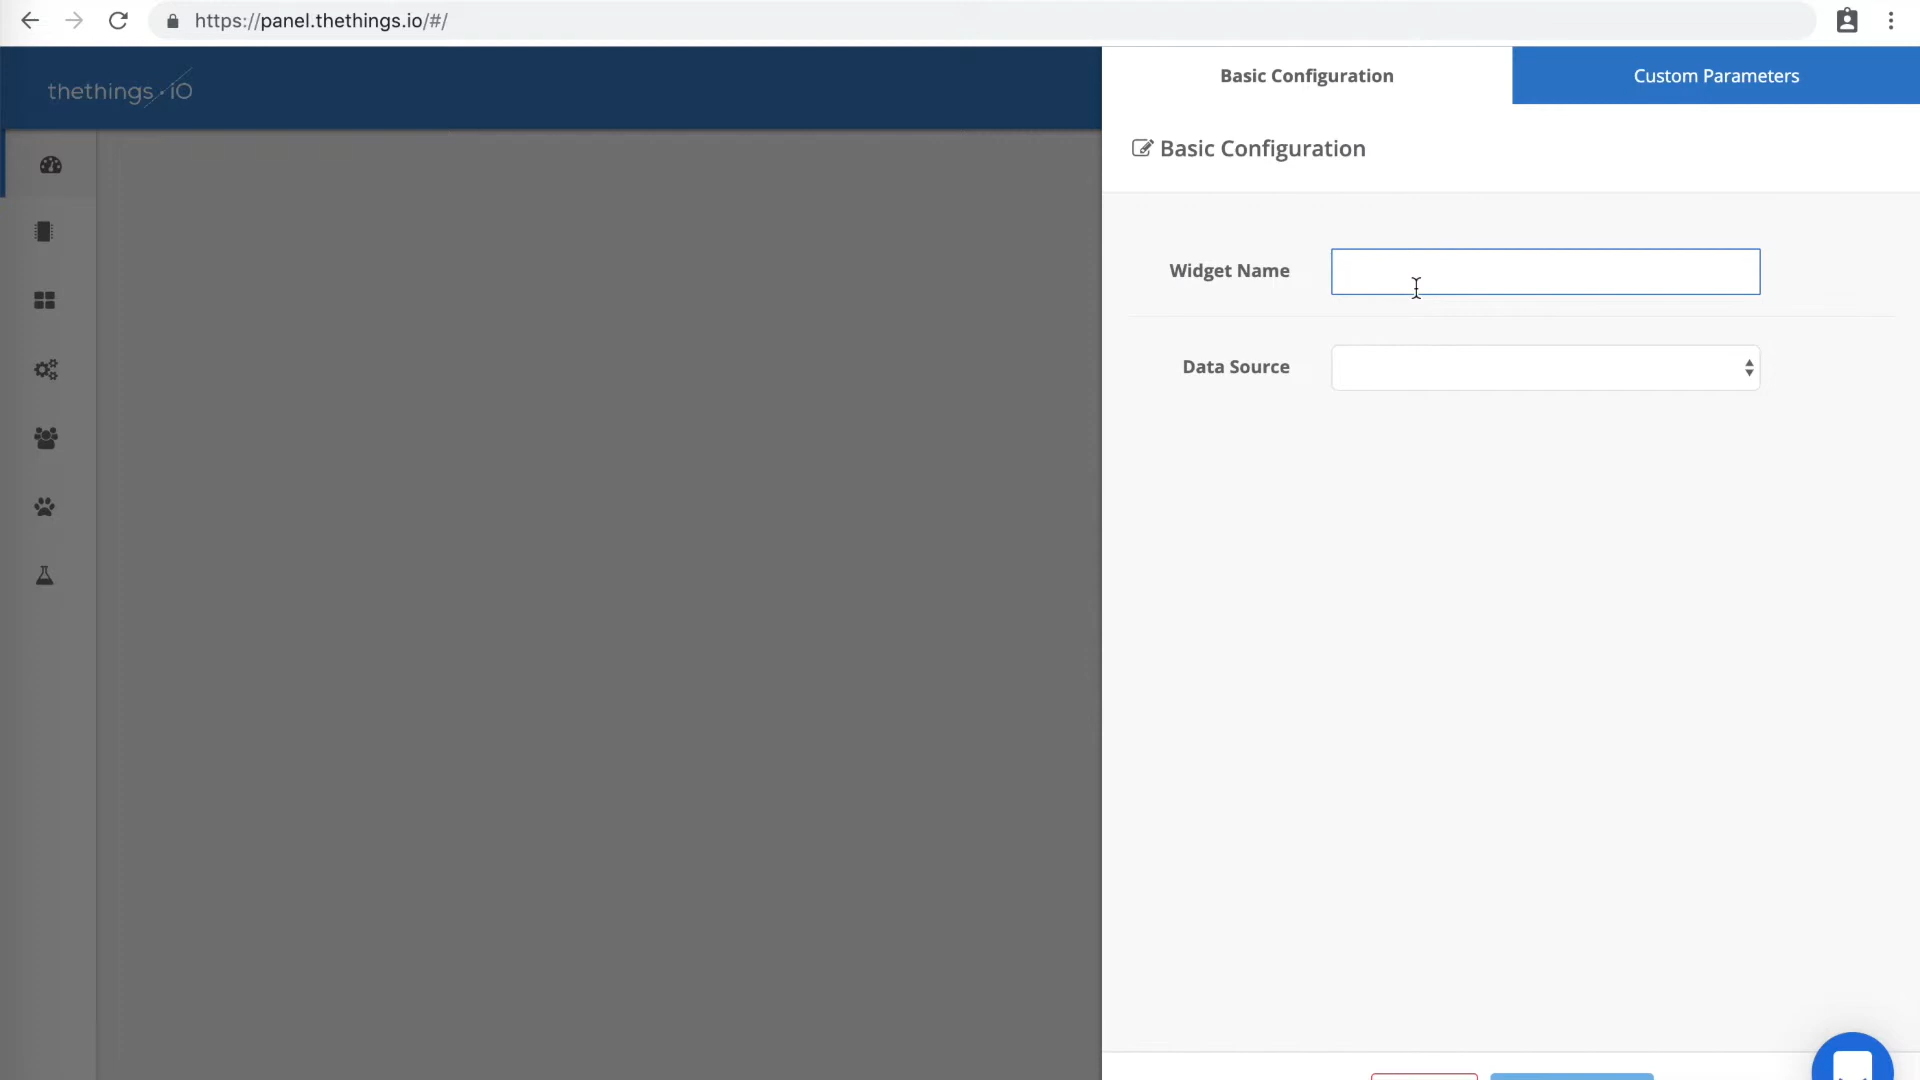 https://panel.thethings.io/#/
thethings.iO
Basic Configuration
Custom Parameters
Basic Configuration
Widget Name
Data Source